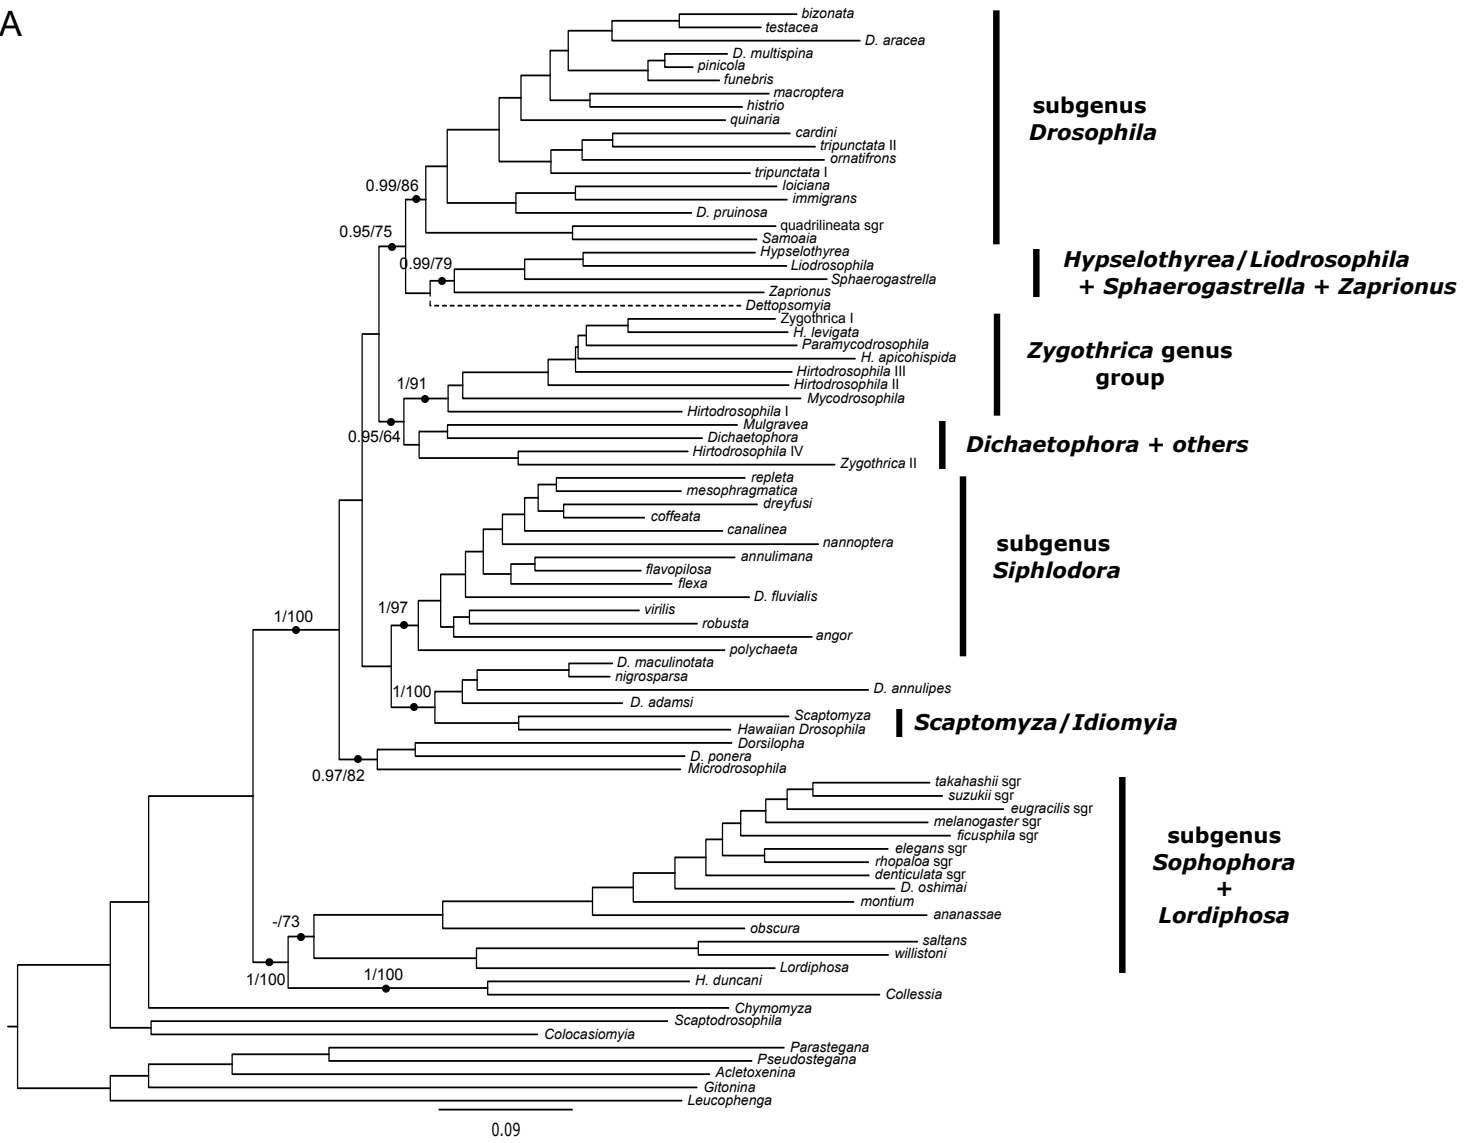 A
bizonata
testacea
D. aracea
D. multispina
pinicola
funebris
macroptera
histrio
quinaria
cardini
tripunctata II
ornatifrons
tripunctata I
loiciana
immigrans
D. pruinosa
quadrilineata sgr
Samoaia
Hypselothyrea
Liodrosophila
Sphaerogastrella
Zaprionus
Dettopsomyia
Zygothrica I
H. levigata
Paramycodrosophila
H. apicohispida
Hirtodrosophila III
Hirtodrosophila II
Mycodrosophila
Hirtodrosophila I
Mulgravea
Dichaetophora
Hirtodrosophila IV
Zygothrica II
repleta
mesophragmatica
dreyfusi
coffeata
canalinea
nannoptera
annulimana
flavopilosa
flexa
D. fluvialis
virilis
robusta
angor
polychaeta
D. maculinotata
nigrosparsa
D. annulipes
D. adamsi
Scaptomyza
Hawaiian Drosophila
Dorsilopha
D. ponera
Microdrosophila
takahashii sgr
suzukii sgr
eugracilis sgr
melanogaster sgr
ficusphila sgr
elegans sgr
rhopaloa sgr
denticulata sgr
D. oshimai
montium
ananassae
obscura
saltans
willistoni
Lordiphosa
H. duncani
Collessia
Chymomyza
Scaptodrosophila
Colocasiomyia
Parastegana
Pseudostegana
Acletoxenina
Gitonina
Leucophenga
0.99/86
0.95/75
0.99/79
1/91
0.95/64
1/97
1/100
1/100
0.97/82
-/73
1/100
1/100
0.09
subgenus
Drosophila
Hypselothyrea/Liodrosophila
+ Sphaerogastrella + Zaprionus
Zygothrica genus
group
Dichaetophora + others
subgenus
Siphlodora
Scaptomyza/Idiomyia
subgenus
Sophophora
+
Lordiphosa